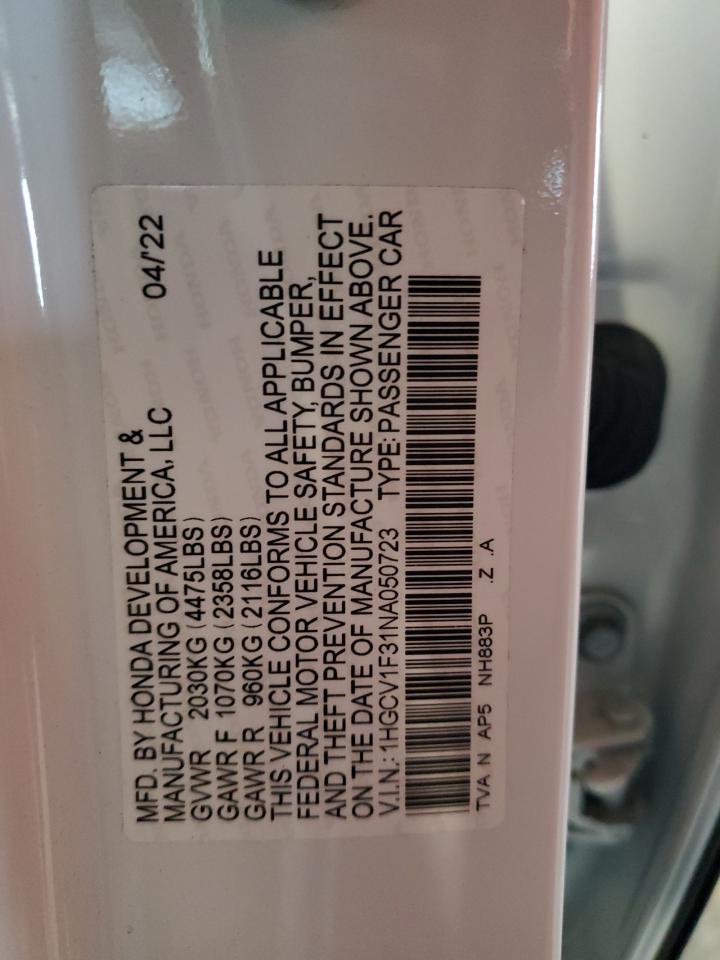 MFD. BY HONDA DEVELOPMENT &
MANUFACTURING OF AMERICA, LLC 04/'22
GVWR 2030KG (4475LBS)
GAWR F 1070KG (2358LBS)
GAWR R 960KG (2116LBS)
THIS VEHICLE CONFORMS TO ALL APPLICABLE
FEDERAL MOTOR VEHICLE SAFETY, BUMPER,
AND THEFT PREVENTION STANDARDS IN EFFECT
ON THE DATE OF MANUFACTURE SHOWN ABOVE.
V.I.N.: 1HGCV1F31NA050723 TYPE: PASSENGER CAR
TVA N AP5 NH883P .Z .A